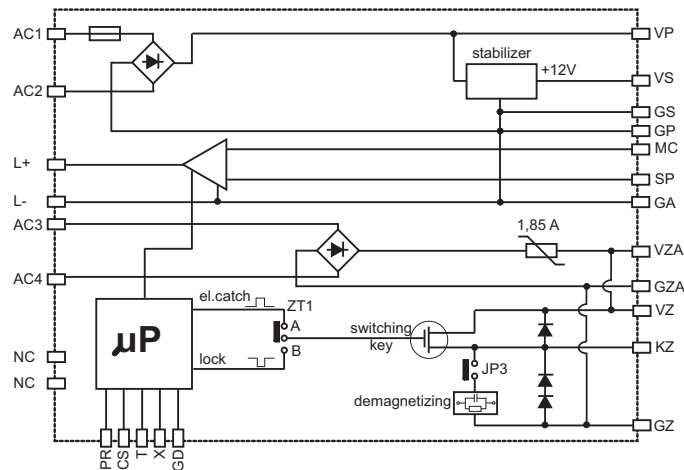 AC1
VP
stabilizer
+12V
AC2
VS
GS
GP
MC
L+
SP
L-
GA
AC3
1,85 A
VZA
AC4
GZA
el.catch
ZT1
VZ
A
switching
key
µP
KZ
B
NC
lock
JP3
NC
demagnetizing
GZ
PR
CS
T
X
GD